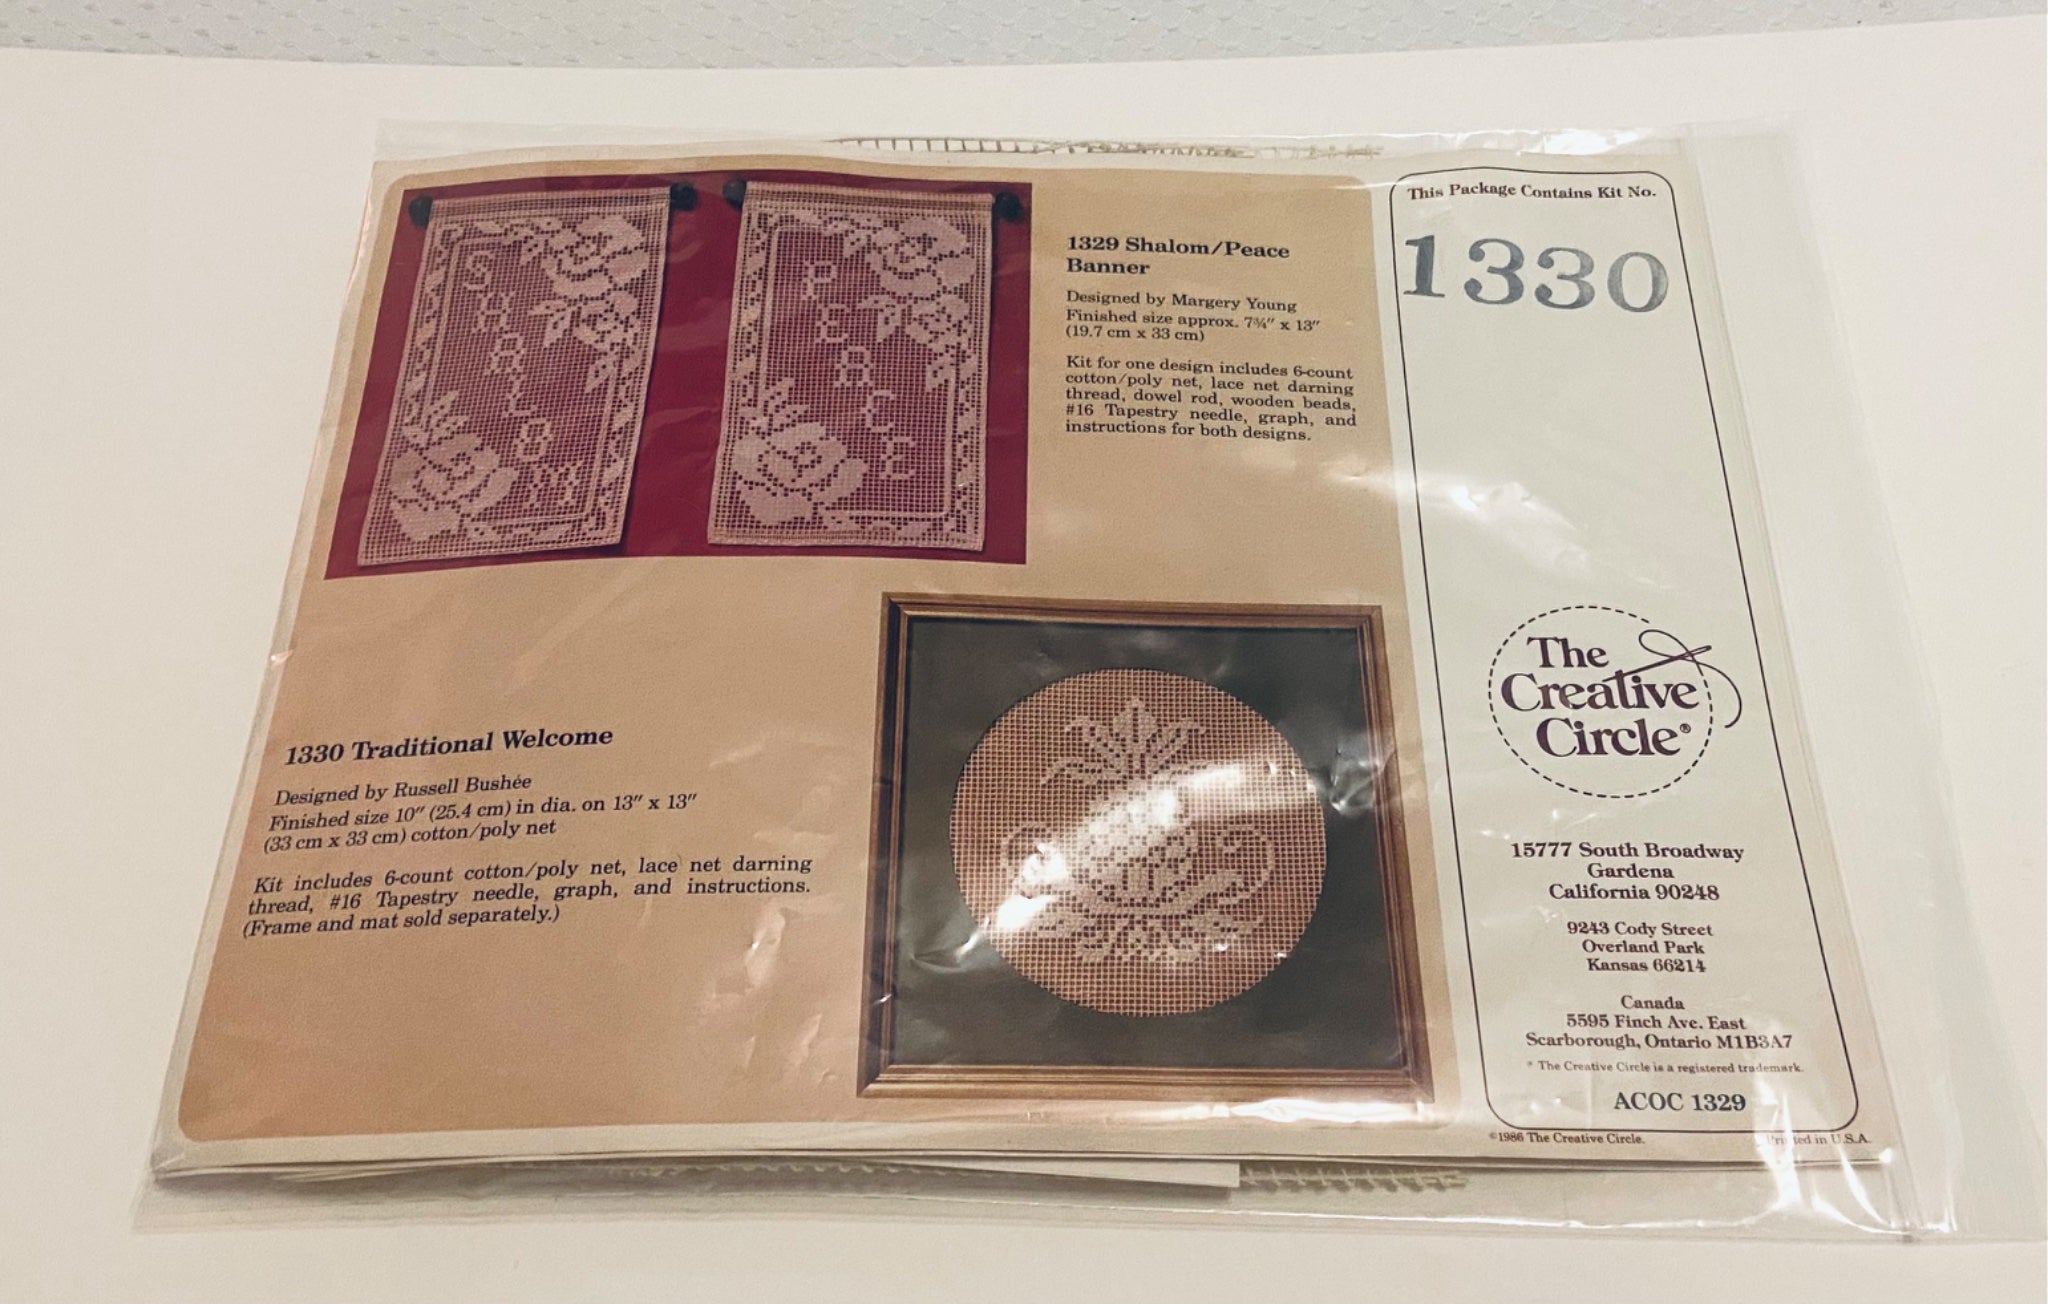 S
H
A
L
O
M
P
E
A
C
E
1329 Shalom/Peace
Banner
Designed by Margery Young
Finished size approx. 7¾" x 13"
(19.7 cm x 33 cm)
Kit for one design includes 6-count
cotton/poly net, lace net darning
thread, dowel rod, wooden beads,
#16 Tapestry needle, graph, and
instructions for both designs.
1330 Traditional Welcome
Designed by Russell Bushée
Finished size 10" (25.4 cm) in dia. on 13" x 13"
(33 cm x 33 cm) cotton/poly net
Kit includes 6-count cotton/poly net, lace net darning
thread, #16 Tapestry needle, graph, and instructions.
(Frame and mat sold separately.)
This Package Contains Kit No.
1330
The
Creative
Circle®
15777 South Broadway
Gardena
California 90248
9243 Cody Street
Overland Park
Kansas 66214
Canada
5595 Finch Ave. East
Scarborough, Ontario M1B3A7
® The Creative Circle is a registered trademark.
ACOC 1329
©1986 The Creative Circle.
Printed in U.S.A.